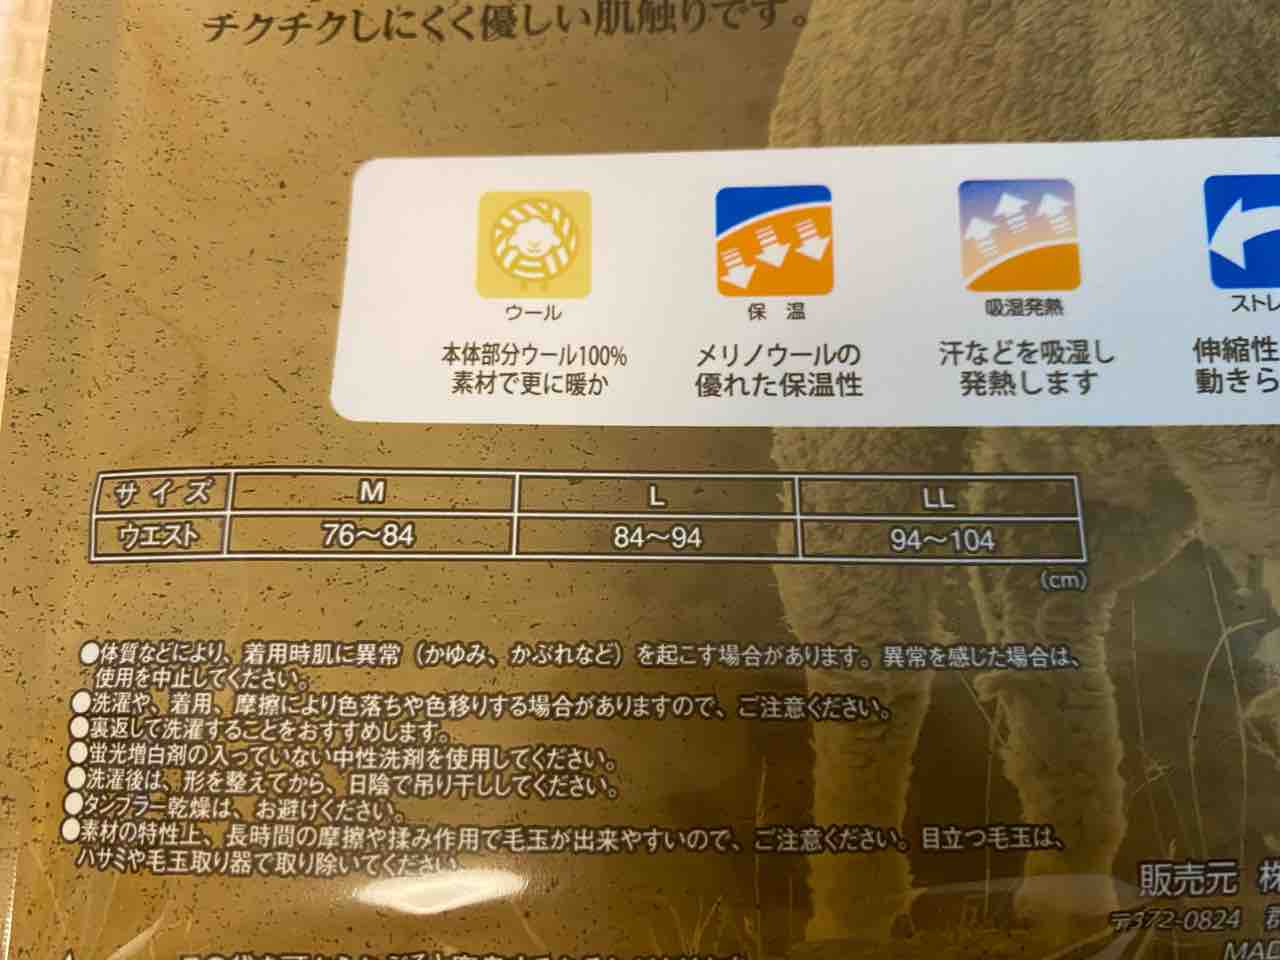 チクチクしにくく優しい肌触りです。
ウール
本体部分ウール100%
素材で更に暖か
保 温
メリノウールの
優れた保温性
吸湿発熱
汗などを吸湿し
発熱します
ストレ
伸縮性
動きら
サイズ M L LL
ウエスト 76〜84 84〜94 94〜104
(cm)
●体質などにより、着用時肌に異常（かゆみ、かぶれなど）を起こす場合があります。異常を感じた場合は、
使用を中止してください。
●洗濯や、着用、摩擦により色落ちや色移りする場合がありますので、ご注意ください。
●裏返して洗濯することをおすすめします。
●蛍光増白剤の入っていない中性洗剤を使用してください。
●洗濯後は、形を整えてから、日陰で吊り干ししてください。
●タンブラー乾燥は、お避けください。
●素材の特性上、長時間の摩擦や揉み作用で毛玉が出来やすいので、ご注意ください。目立つ毛玉は、
ハサミや毛玉取り器で取り除いてください。
販売元 株
〒372-0824
MAD